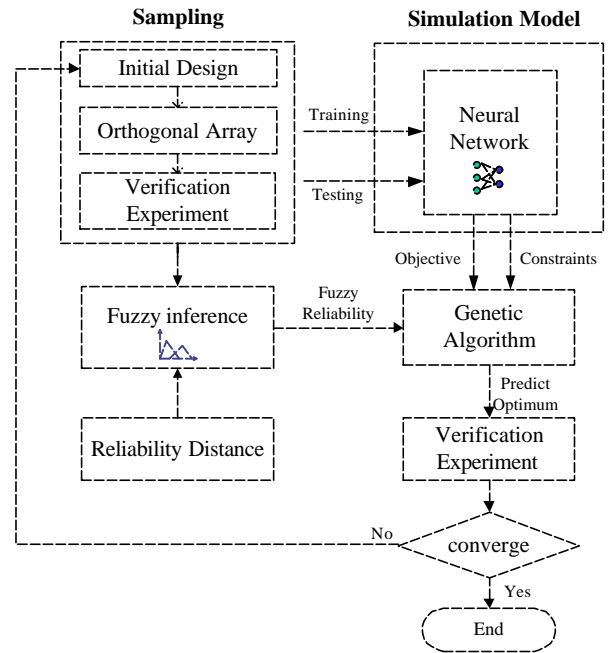 Sampling
Simulation Model
Initial Design
Orthogonal Array
Verification
Experiment
Training
Testing
Neural
Network
Objective
Constraints
Fuzzy inference
Fuzzy
Reliability
Genetic
Algorithm
Predict
Optimum
Reliability Distance
Verification
Experiment
No
converge
Yes
End